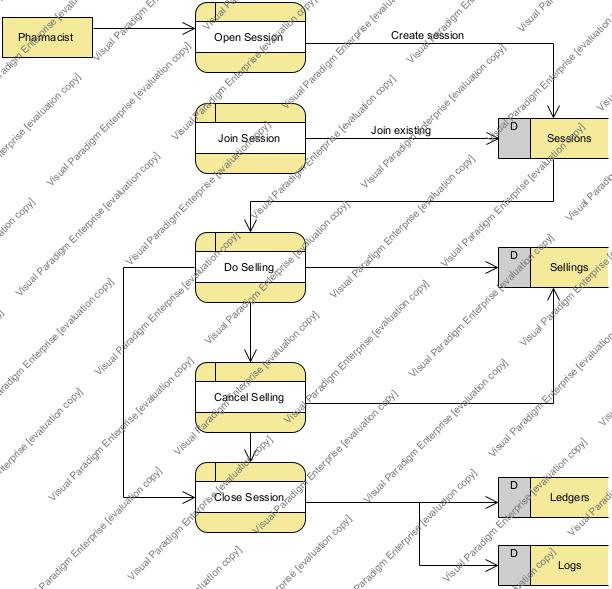 Pharmacist
Open Session
Create session
Join Session
Join existing
D
Sessions
Do Selling
D
Sellings
Cancel Selling
Close Session
D
Ledgers
D
Logs
Visual Paradigm Enterprise [evaluation copy]